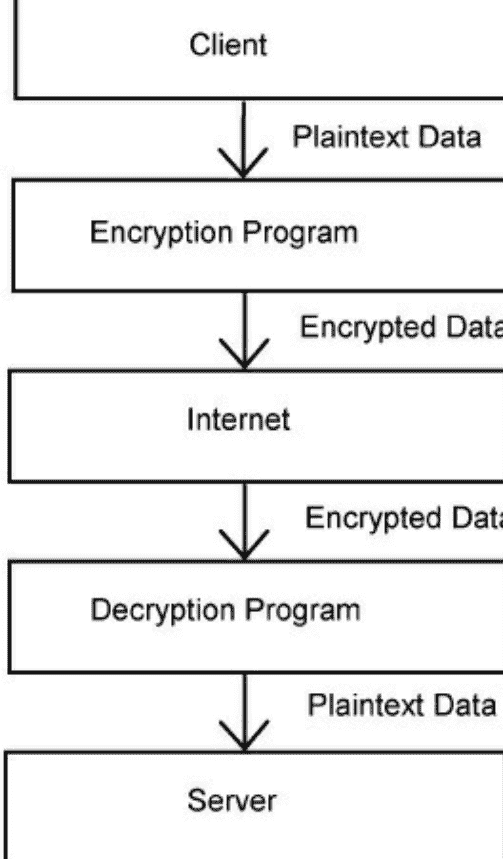 Client
Plaintext Data
Encryption Program
Encrypted Data
Internet
Encrypted Data
Decryption Program
Plaintext Data
Server